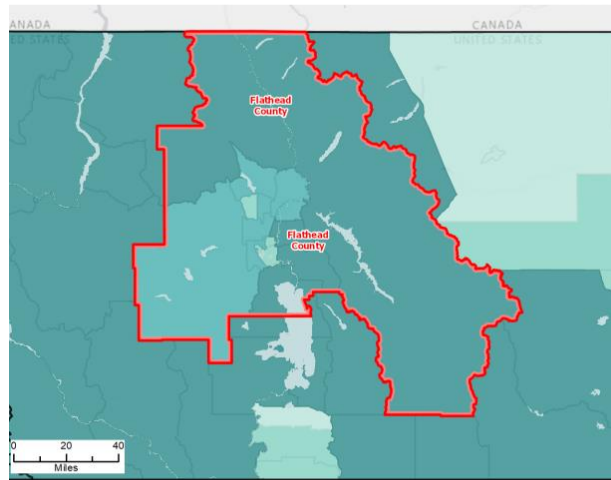 ANADA
ED STATES
CANADA
UNITED STATES
Flathead
County
Flathead
County
0 20 40
Miles